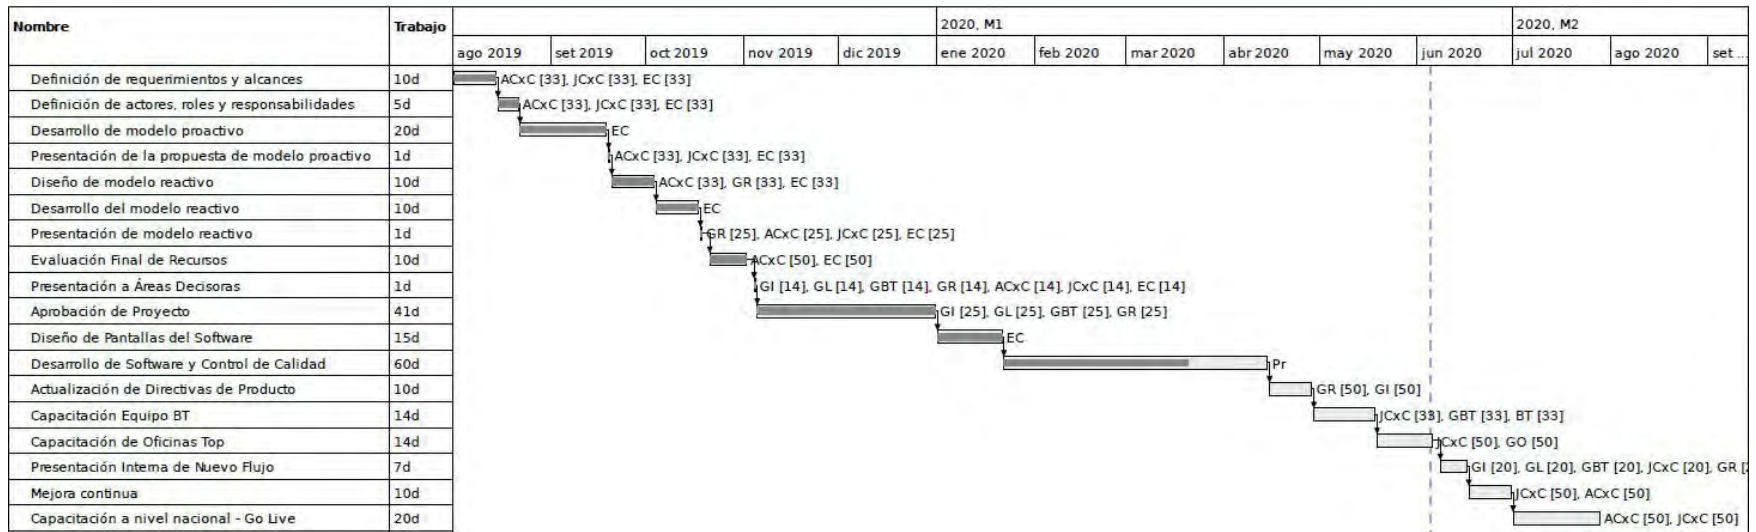 Nombre Trabajo 2020, M1 2020, M2
ago 2019 set 2019 oct 2019 nov 2019 dic 2019 ene 2020 feb 2020 mar 2020 abr 2020 may 2020 jun 2020 jul 2020 ago 2020 set ...
Definición de requerimientos y alcances 10d ACxC [33], JCxC [33], EC [33]
Definición de actores, roles y responsabilidades 5d ACxC [33], JCxC [33], EC [33]
Desarrollo de modelo proactivo 20d EC
Presentación de la propuesta de modelo proactivo 1d ACxC [33], JCxC [33], EC [33]
Diseño de modelo reactivo 10d ACxC [33], GR [33], EC [33]
Desarrollo del modelo reactivo 10d EC
Presentación de modelo reactivo 1d GR [25], ACxC [25], JCxC [25], EC [25]
Evaluación Final de Recursos 10d ACxC [50], EC [50]
Presentación a Áreas Decisoras 1d GI [14], GL [14], GBT [14], GR [14], ACxC [14], JCxC [14], EC [14]
Aprobación de Proyecto 41d GI [25], GL [25], GBT [25], GR [25]
Diseño de Pantallas del Software 15d EC
Desarrollo de Software y Control de Calidad 60d Pr
Actualización de Directivas de Producto 10d GR [50], GI [50]
Capacitación Equipo BT 14d JCxC [33], GBT [33], BT [33]
Capacitación de Oficinas Top 14d JCxC [50], GO [50]
Presentación Interna de Nuevo Flujo 7d GI [20], GL [20], GBT [20], JCxC [20], GR [2
Mejora continua 10d JCxC [50], ACxC [50]
Capacitación a nivel nacional - Go Live 20d ACxC [50], JCxC [50]